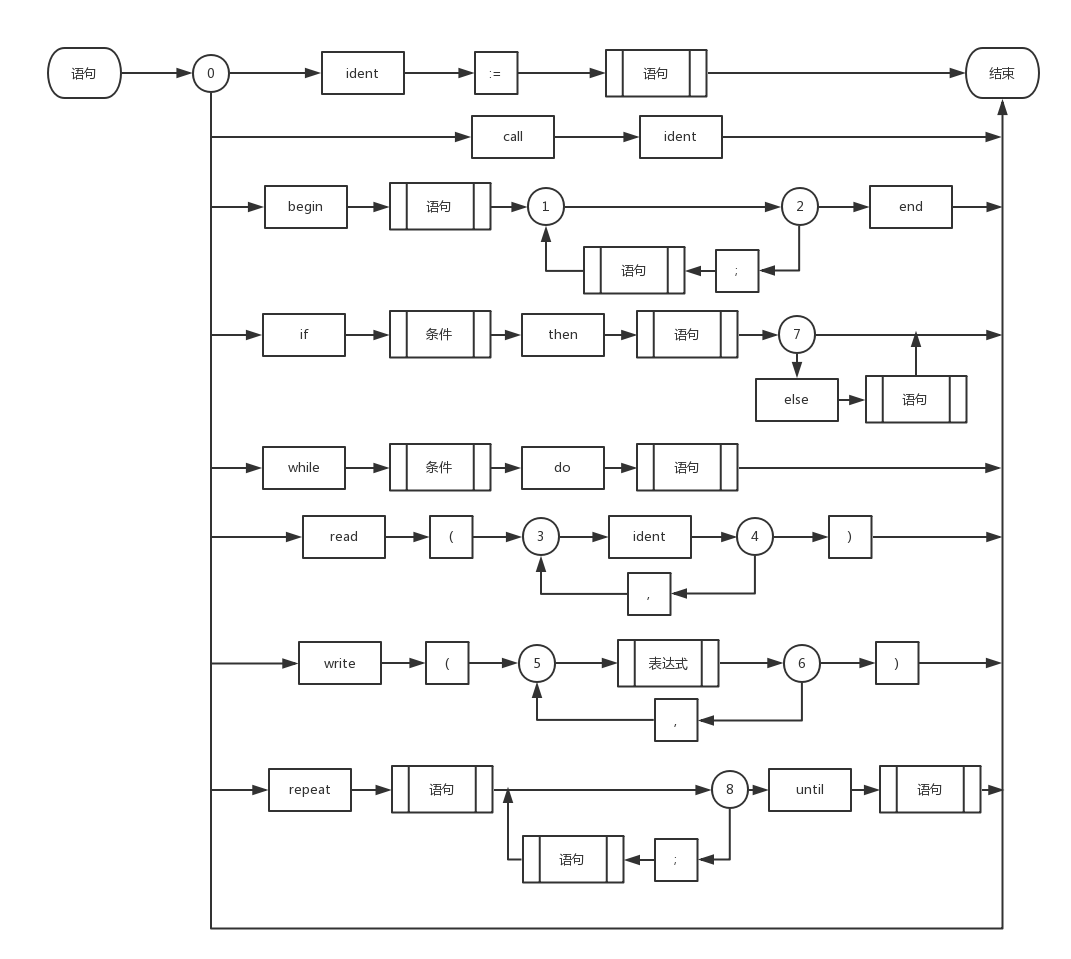 语句 0 ident := 语句 结束
call ident
begin 语句 1 2 end
语句 ;
if 条件 then 语句 7
else 语句
while 条件 do 语句
read ( 3 ident 4 )
,
write ( 5 表达式 6 )
,
repeat 语句 8 until 语句
语句 ;